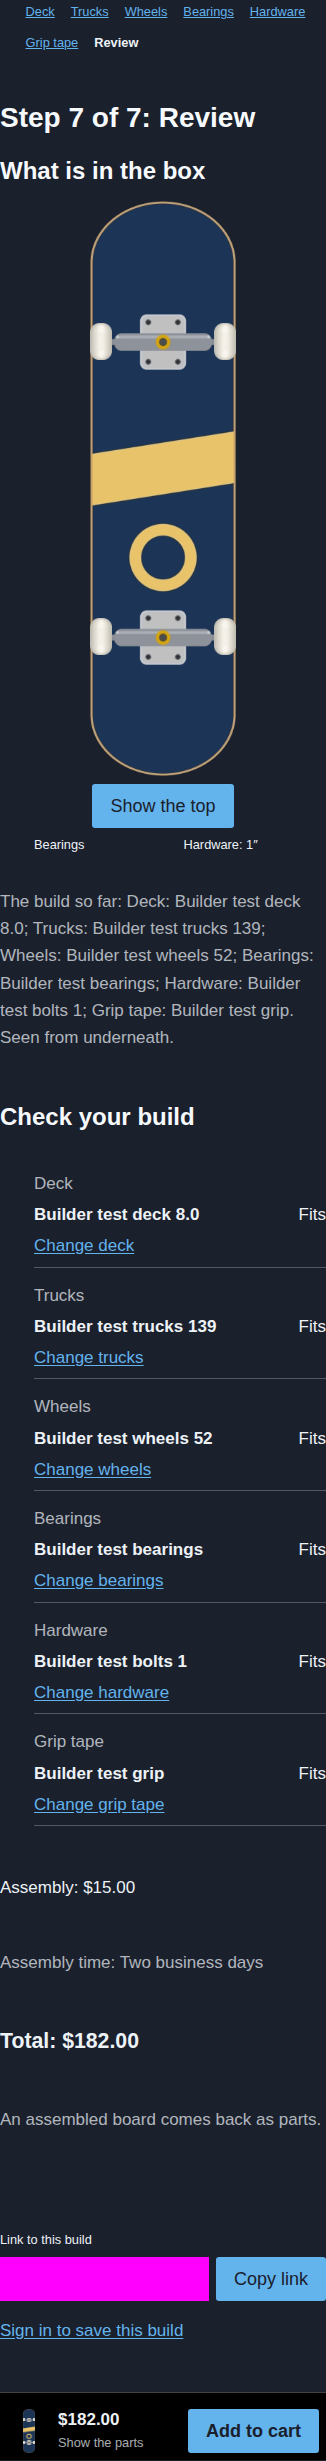 Deck Trucks Wheels Bearings Hardware
Grip tape Review
Step 7 of 7: Review
What is in the box
Show the top
Bearings Hardware: 1″
The build so far: Deck: Builder test deck
8.0; Trucks: Builder test trucks 139;
Wheels: Builder test wheels 52; Bearings:
Builder test bearings; Hardware: Builder
test bolts 1; Grip tape: Builder test grip.
Seen from underneath.
Check your build
Deck
Builder test deck 8.0 Fits
Change deck
Trucks
Builder test trucks 139 Fits
Change trucks
Wheels
Builder test wheels 52 Fits
Change wheels
Bearings
Builder test bearings Fits
Change bearings
Hardware
Builder test bolts 1 Fits
Change hardware
Grip tape
Builder test grip Fits
Change grip tape
Assembly: $15.00
Assembly time: Two business days
Total: $182.00
An assembled board comes back as parts.
Link to this build
Copy link
Sign in to save this build
$182.00
Show the parts
Add to cart